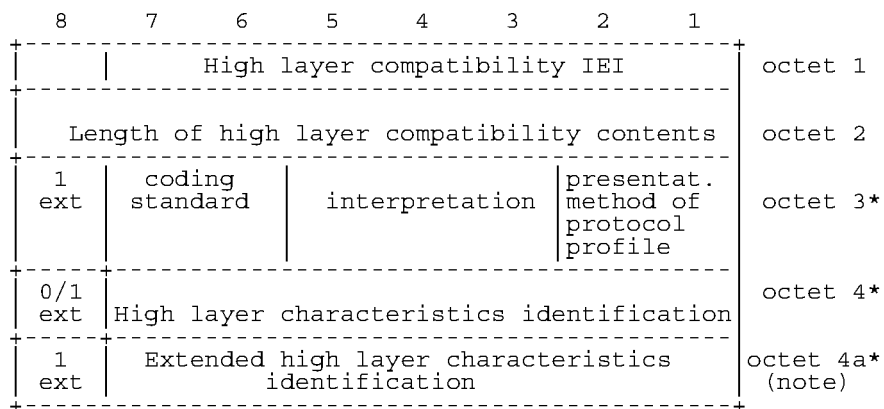 8 7 6 5 4 3 2 1
High layer compatibility IEI octet 1
Length of high layer compatibility contents octet 2
1 coding presentat.
ext standard interpretation method of octet 3*
protocol
profile
0/1 octet 4*
ext High layer characteristics identification
1 Extended high layer characteristics octet 4a*
ext identification (note)